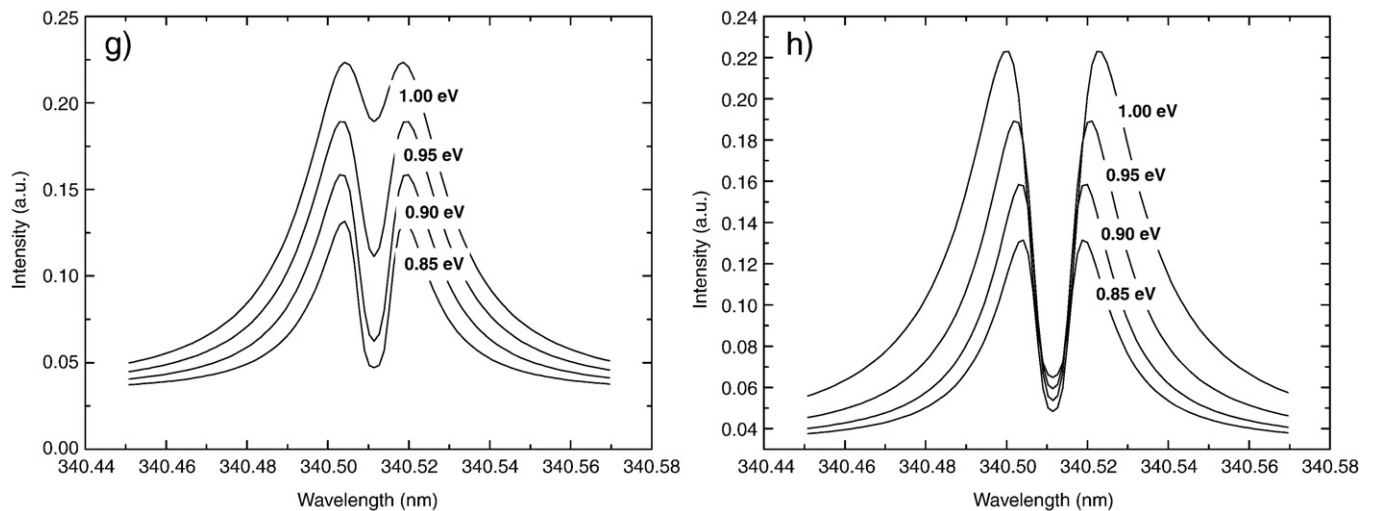 g)
0.25
0.20
0.15
0.10
0.05
0.00
Intensity (a.u.)
1.00 eV
0.95 eV
0.90 eV
0.85 eV
340.44 340.46 340.48 340.50 340.52 340.54 340.56 340.58
Wavelength (nm)
h)
0.24
0.22
0.20
0.18
0.16
0.14
0.12
0.10
0.08
0.06
0.04
Intensity (a.u.)
1.00 eV
0.95 eV
0.90 eV
0.85 eV
340.44 340.46 340.48 340.50 340.52 340.54 340.56 340.58
Wavelength (nm)